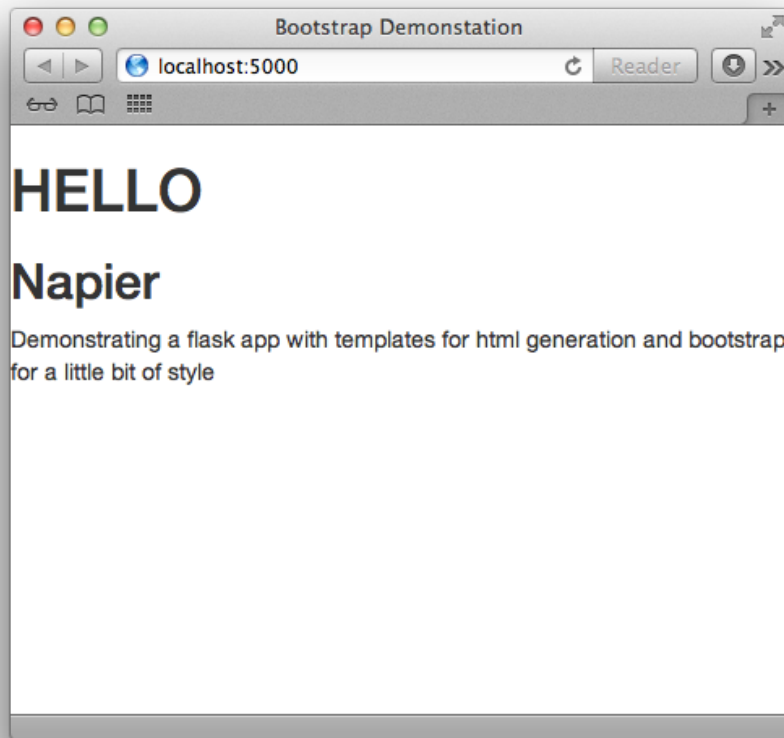 Bootstrap Demonstation
localhost:5000
Reader
HELLO
Napier
Demonstrating a flask app with templates for html generation and bootstrap
for a little bit of style